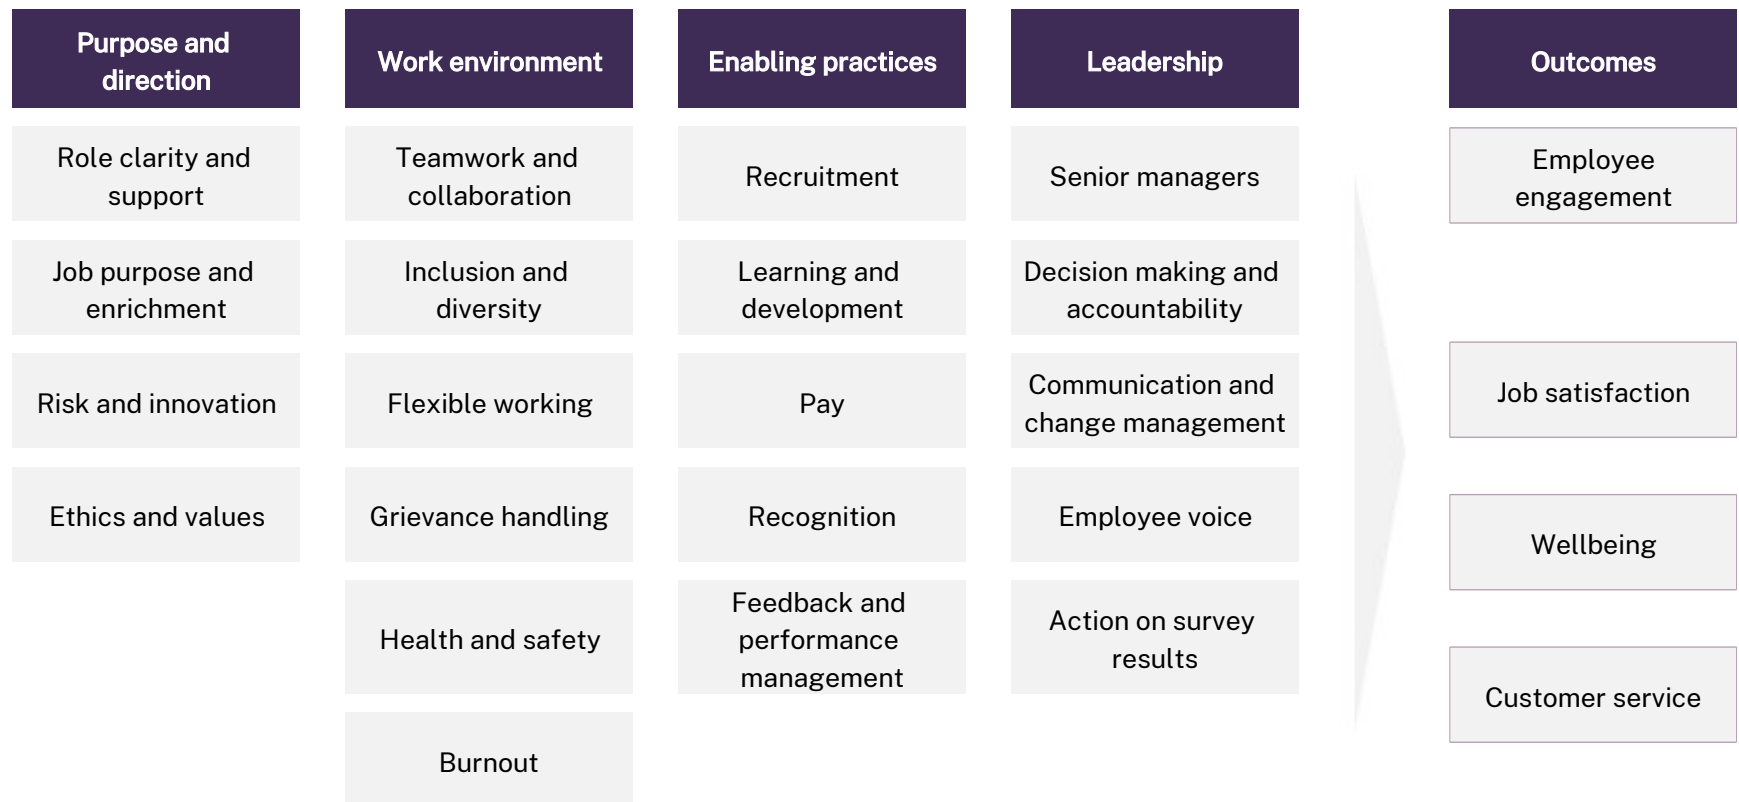 Purpose and
direction
Role clarity and
support
Job purpose and
enrichment
Risk and innovation
Ethics and values
Work environment
Teamwork and
collaboration
Inclusion and
diversity
Flexible working
Grievance handling
Health and safety
Burnout
Enabling practices
Recruitment
Learning and
development
Pay
Recognition
Feedback and
performance
management
Leadership
Senior managers
Decision making and
accountability
Communication and
change management
Employee voice
Action on survey
results
Outcomes
Employee
engagement
Job satisfaction
Wellbeing
Customer service